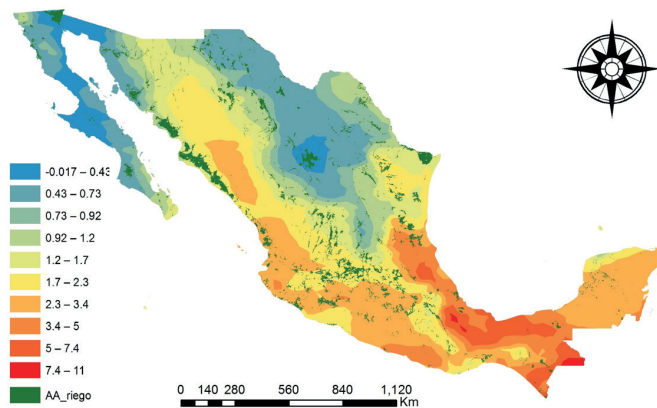 -0.017 – 0.43
0.43 – 0.73
0.73 – 0.92
0.92 – 1.2
1.2 – 1.7
1.7 – 2.3
2.3 – 3.4
3.4 – 5
5 – 7.4
7.4 – 11
AA_riego
0 140 280 560 840 1,120
Km